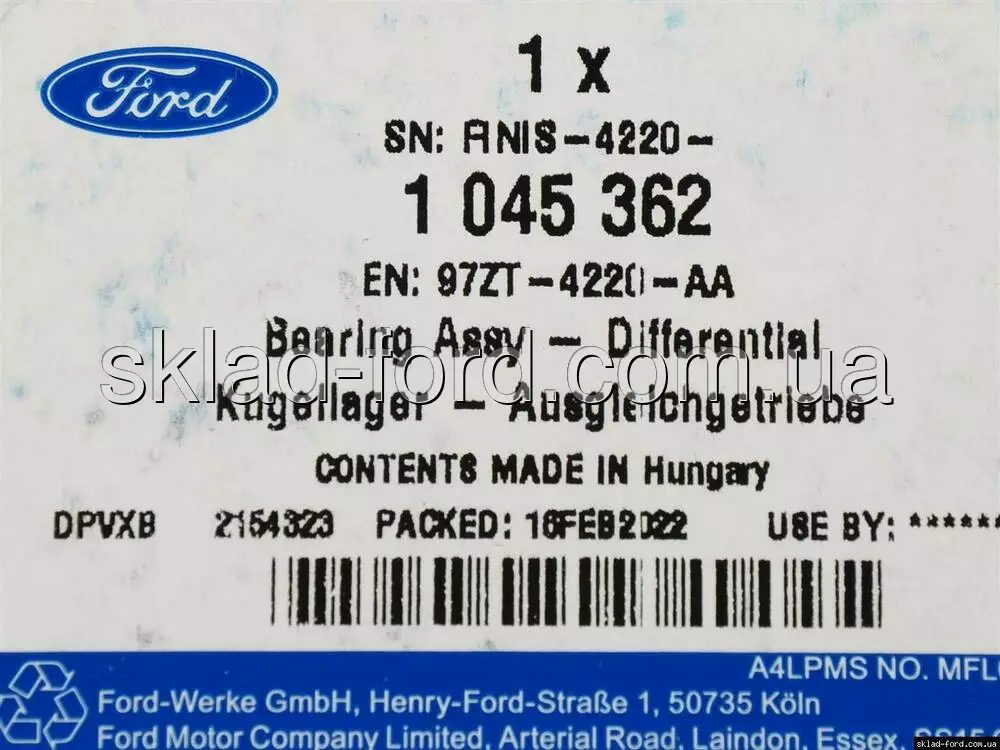 Ford
1 x
SN: FINIS-4220-
1 045 362
EN: 97ZT-4220-AA
Bearing Assy - Differential
sklad-ford.com.ua
Kugellager - Ausgleichgetriebe
CONTENTS MADE IN Hungary
DPVXB 2154323 PACKED: 16FEB2022 USE BY: ******
A4LPMS NO. MFL
Ford-Werke GmbH, Henry-Ford-Straße 1, 50735 Köln
Ford Motor Company Limited, Arterial Road, Laindon, Essex
sklad-ford.com.ua